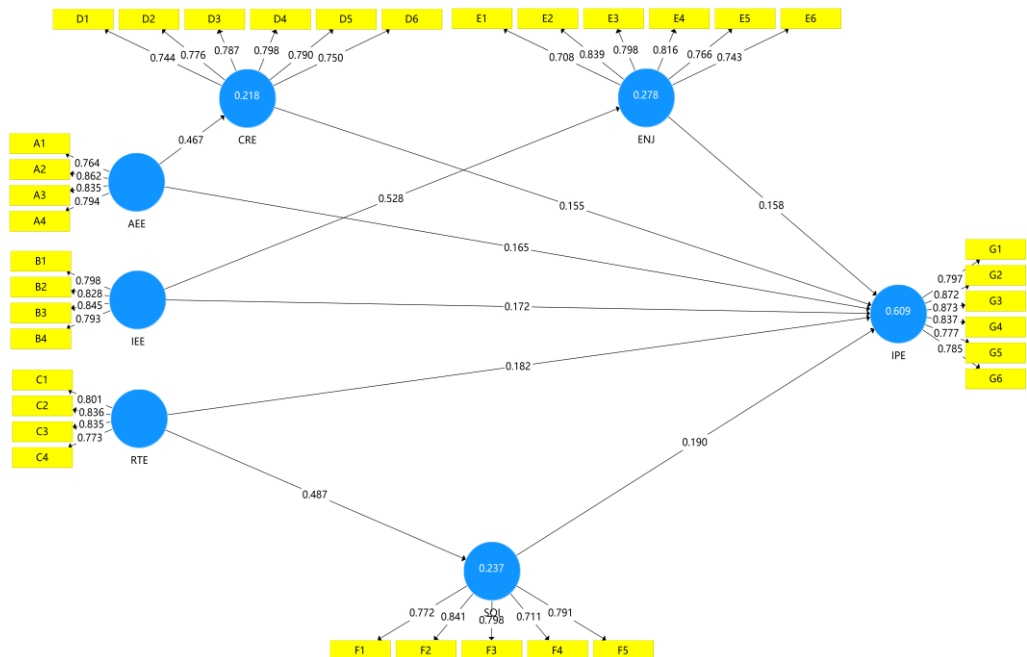 D1 D2 D3 D4 D5 D6
0.744 0.776 0.787 0.798 0.790 0.750
0.218
CRE
E1 E2 E3 E4 E5 E6
0.708 0.839 0.798 0.816 0.766 0.743
0.278
ENJ
A1
A2
A3
A4
0.764
0.862
0.835
0.794
AEE
0.467
B1
B2
B3
B4
0.798
0.828
0.845
0.793
IEE
0.528
0.155
0.158
0.165
0.172
0.182
0.190
C1
C2
C3
C4
0.801
0.836
0.835
0.773
RTE
0.487
0.609
IPE
0.797
0.872
0.873
0.837
0.777
0.785
G1
G2
G3
G4
G5
G6
0.237
SOL
0.772 0.841 0.798 0.711 0.791
F1 F2 F3 F4 F5